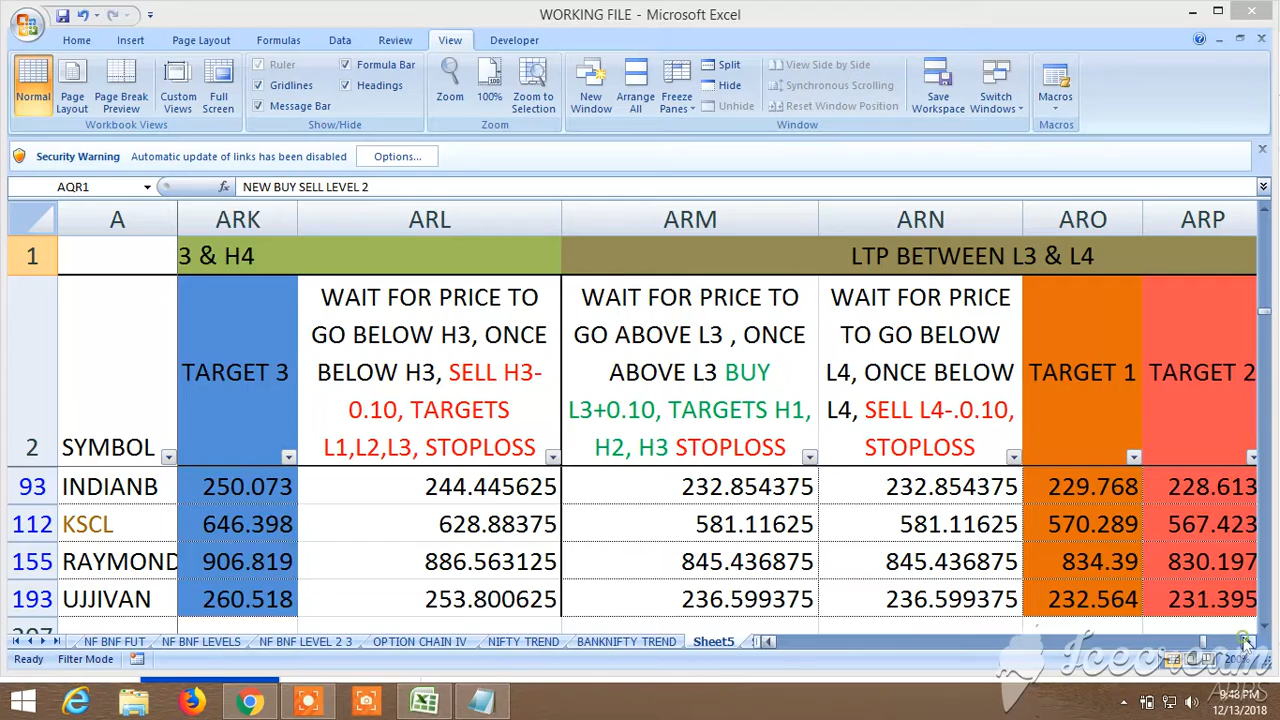 WORKING FILE - Microsoft Excel
Home Insert Page Layout Formulas Data Review View Developer
Normal Page Layout Page Break Preview Custom Views Full Screen
Workbook Views
Ruler Formula Bar
Gridlines Headings
Message Bar
Show/Hide
Zoom 100% Zoom to Selection
Zoom
New Window Arrange All Freeze Panes
Split
Hide
Unhide
View Side by Side
Synchronous Scrolling
Reset Window Position
Window
Save Workspace Switch Windows
Macros
Macros
Security Warning Automatic update of links has been disabled Options...
AQR1 fx NEW BUY SELL LEVEL 2
A ARK ARL ARM ARN ARO ARP
1 3 & H4 LTP BETWEEN L3 & L4
2 SYMBOL
TARGET 3
WAIT FOR PRICE TO
GO BELOW H3, ONCE
BELOW H3, SELL H3-
0.10, TARGETS
L1,L2,L3, STOPLOSS
WAIT FOR PRICE TO
GO ABOVE L3 , ONCE
ABOVE L3 BUY
L3+0.10, TARGETS H1,
H2, H3 STOPLOSS
WAIT FOR PRICE
TO GO BELOW
L4, ONCE BELOW
L4, SELL L4-.0.10,
STOPLOSS
TARGET 1
TARGET 2
93 INDIANB 250.073 244.445625 232.854375 232.854375 229.768 228.613
112 KSCL 646.398 628.88375 581.11625 581.11625 570.289 567.423
155 RAYMOND 906.819 886.563125 845.436875 845.436875 834.39 830.197
193 UJJIVAN 260.518 253.800625 236.599375 236.599375 232.564 231.395
NF BNF FUT NF BNF LEVELS NF BNF LEVEL 2 3 OPTION CHAIN IV NIFTY TREND BANKNIFTY TREND Sheet5
Ready Filter Mode 200%
Icecream
APPS
9:48 PM
12/13/2018